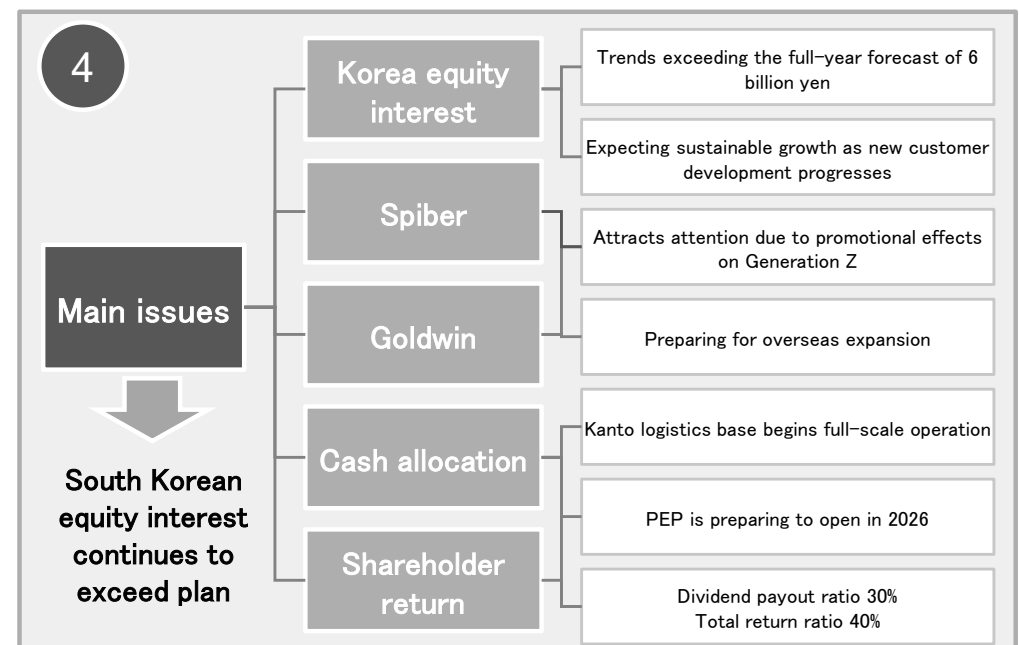 4
Main issues
South Korean
equity interest
continues to
exceed plan
Korea equity
interest
Trends exceeding the full-year forecast of 6
billion yen
Expecting sustainable growth as new customer
development progresses
Spiber
Attracts attention due to promotional effects
on Generation Z
Goldwin
Preparing for overseas expansion
Cash allocation
Kanto logistics base begins full-scale operation
PEP is preparing to open in 2026
Shareholder
return
Dividend payout ratio 30%
Total return ratio 40%